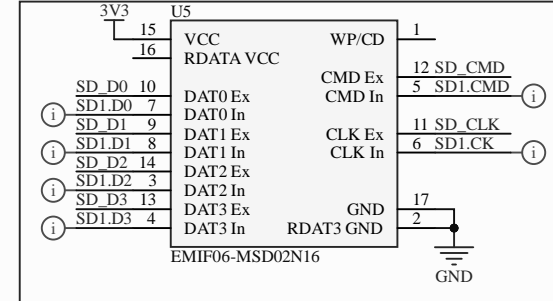 3V3
U5
15 VCC WP/CD 1
16 RDATA VCC
CMD Ex 12 SD_CMD
SD_D0 10 DAT0 Ex CMD In 5 SD1.CMD i
i SD1.D0 7 DAT0 In
SD_D1 9 DAT1 Ex CLK Ex 11 SD_CLK
i SD1.D1 8 DAT1 In CLK In 6 SD1.CK i
SD_D2 14 DAT2 Ex
i SD1.D2 3 DAT2 In
SD_D3 13 DAT3 Ex GND 17
i SD1.D3 4 DAT3 In RDAT3 GND 2
EMIF06-MSD02N16
GND